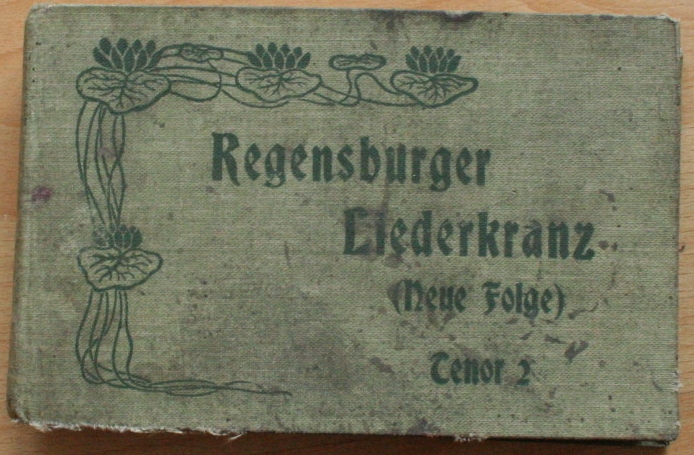 Regensburger
Liederkranz
(Neue Folge)
Tenor 2